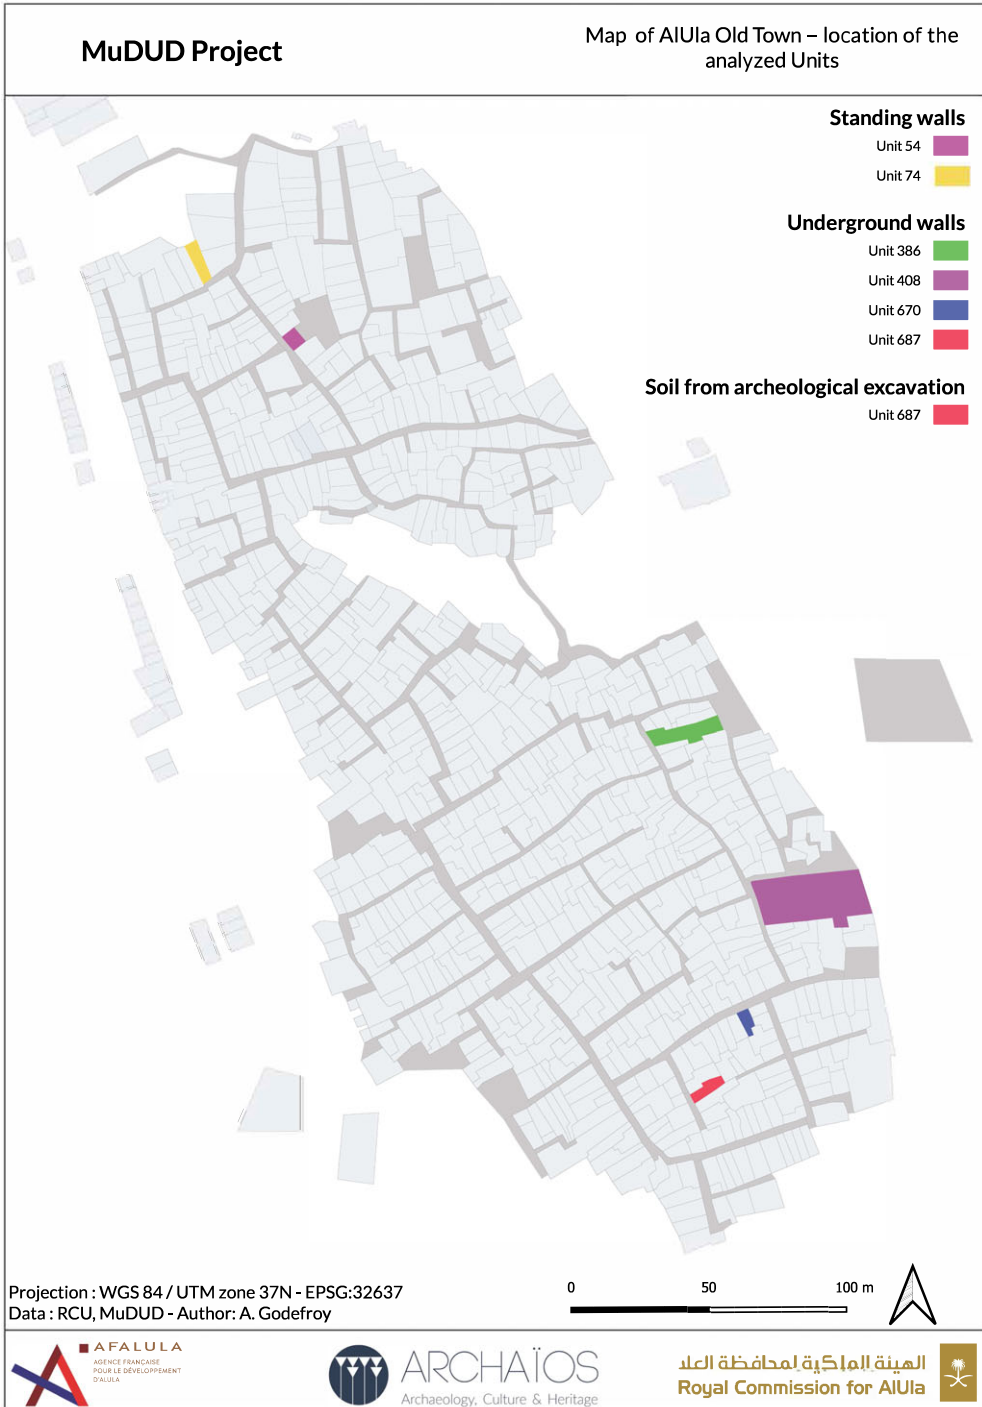 MuDUD Project
Map of AlUla Old Town – location of the
analyzed Units
Standing walls
Unit 54
Unit 74
Underground walls
Unit 386
Unit 408
Unit 670
Unit 687
Soil from archeological excavation
Unit 687
Projection : WGS 84 / UTM zone 37N - EPSG:32637
Data : RCU, MuDUD - Author: A. Godefroy
0 50 100 m
AFALULA
AGENCE FRANÇAISE
POUR LE DÉVELOPPEMENT
D'ALULA
ARCHAÏOS
Archaeology, Culture & Heritage
الهيئة الملكية لمحافظة العلا
Royal Commission for AlUla